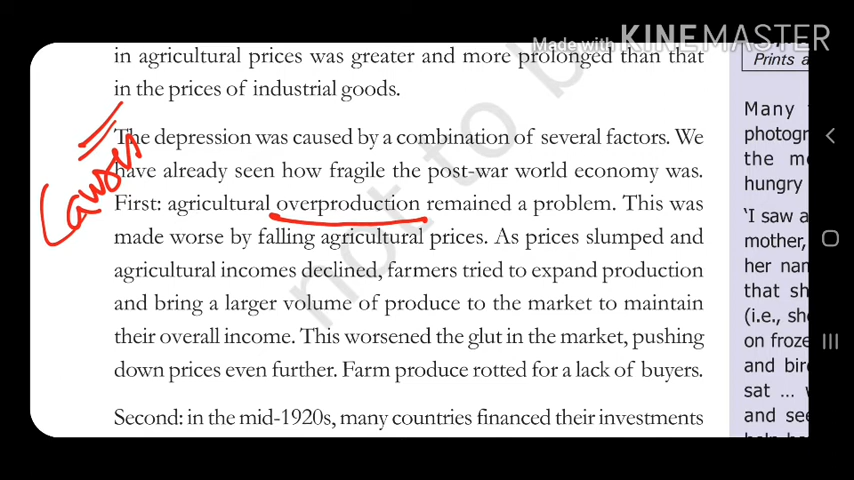 Made with KINEMASTER
in agricultural prices was greater and more prolonged than that
in the prices of industrial goods.
Causes
The depression was caused by a combination of several factors. We
have already seen how fragile the post-war world economy was.
First: agricultural overproduction remained a problem. This was
made worse by falling agricultural prices. As prices slumped and
agricultural incomes declined, farmers tried to expand production
and bring a larger volume of produce to the market to maintain
their overall income. This worsened the glut in the market, pushing
down prices even further. Farm produce rotted for a lack of buyers.
Second: in the mid-1920s, many countries financed their investments
not to b
Prints a
Many
photog
the m
hungry
'I saw a
mother,
her nam
that sh
(i.e., sh
on froze
and bir
sat ... w
and see